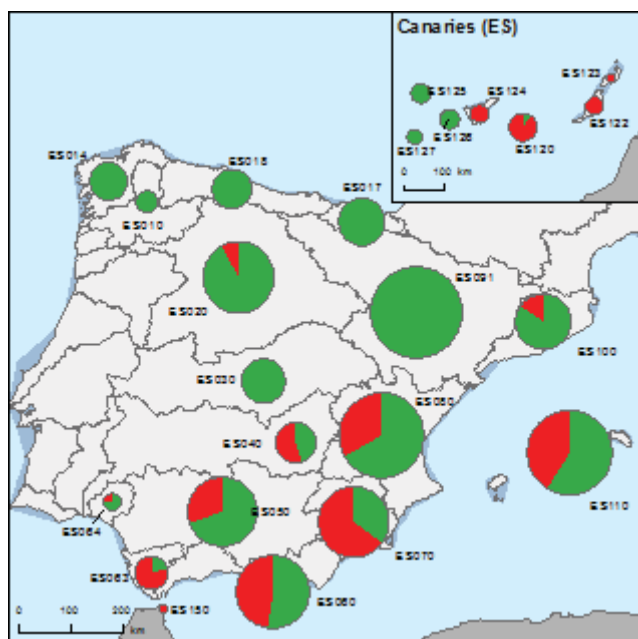 Canaries (ES)
ES123
ES125
ES124
ES122
ES126
ES120
ES127
0 100 km
ES014
ES018
ES017
ES010
ES091
ES020
ES100
ES030
ES080
ES040
ES110
ES050
ES064
ES070
ES063
ES060
ES150
0 100 200 km